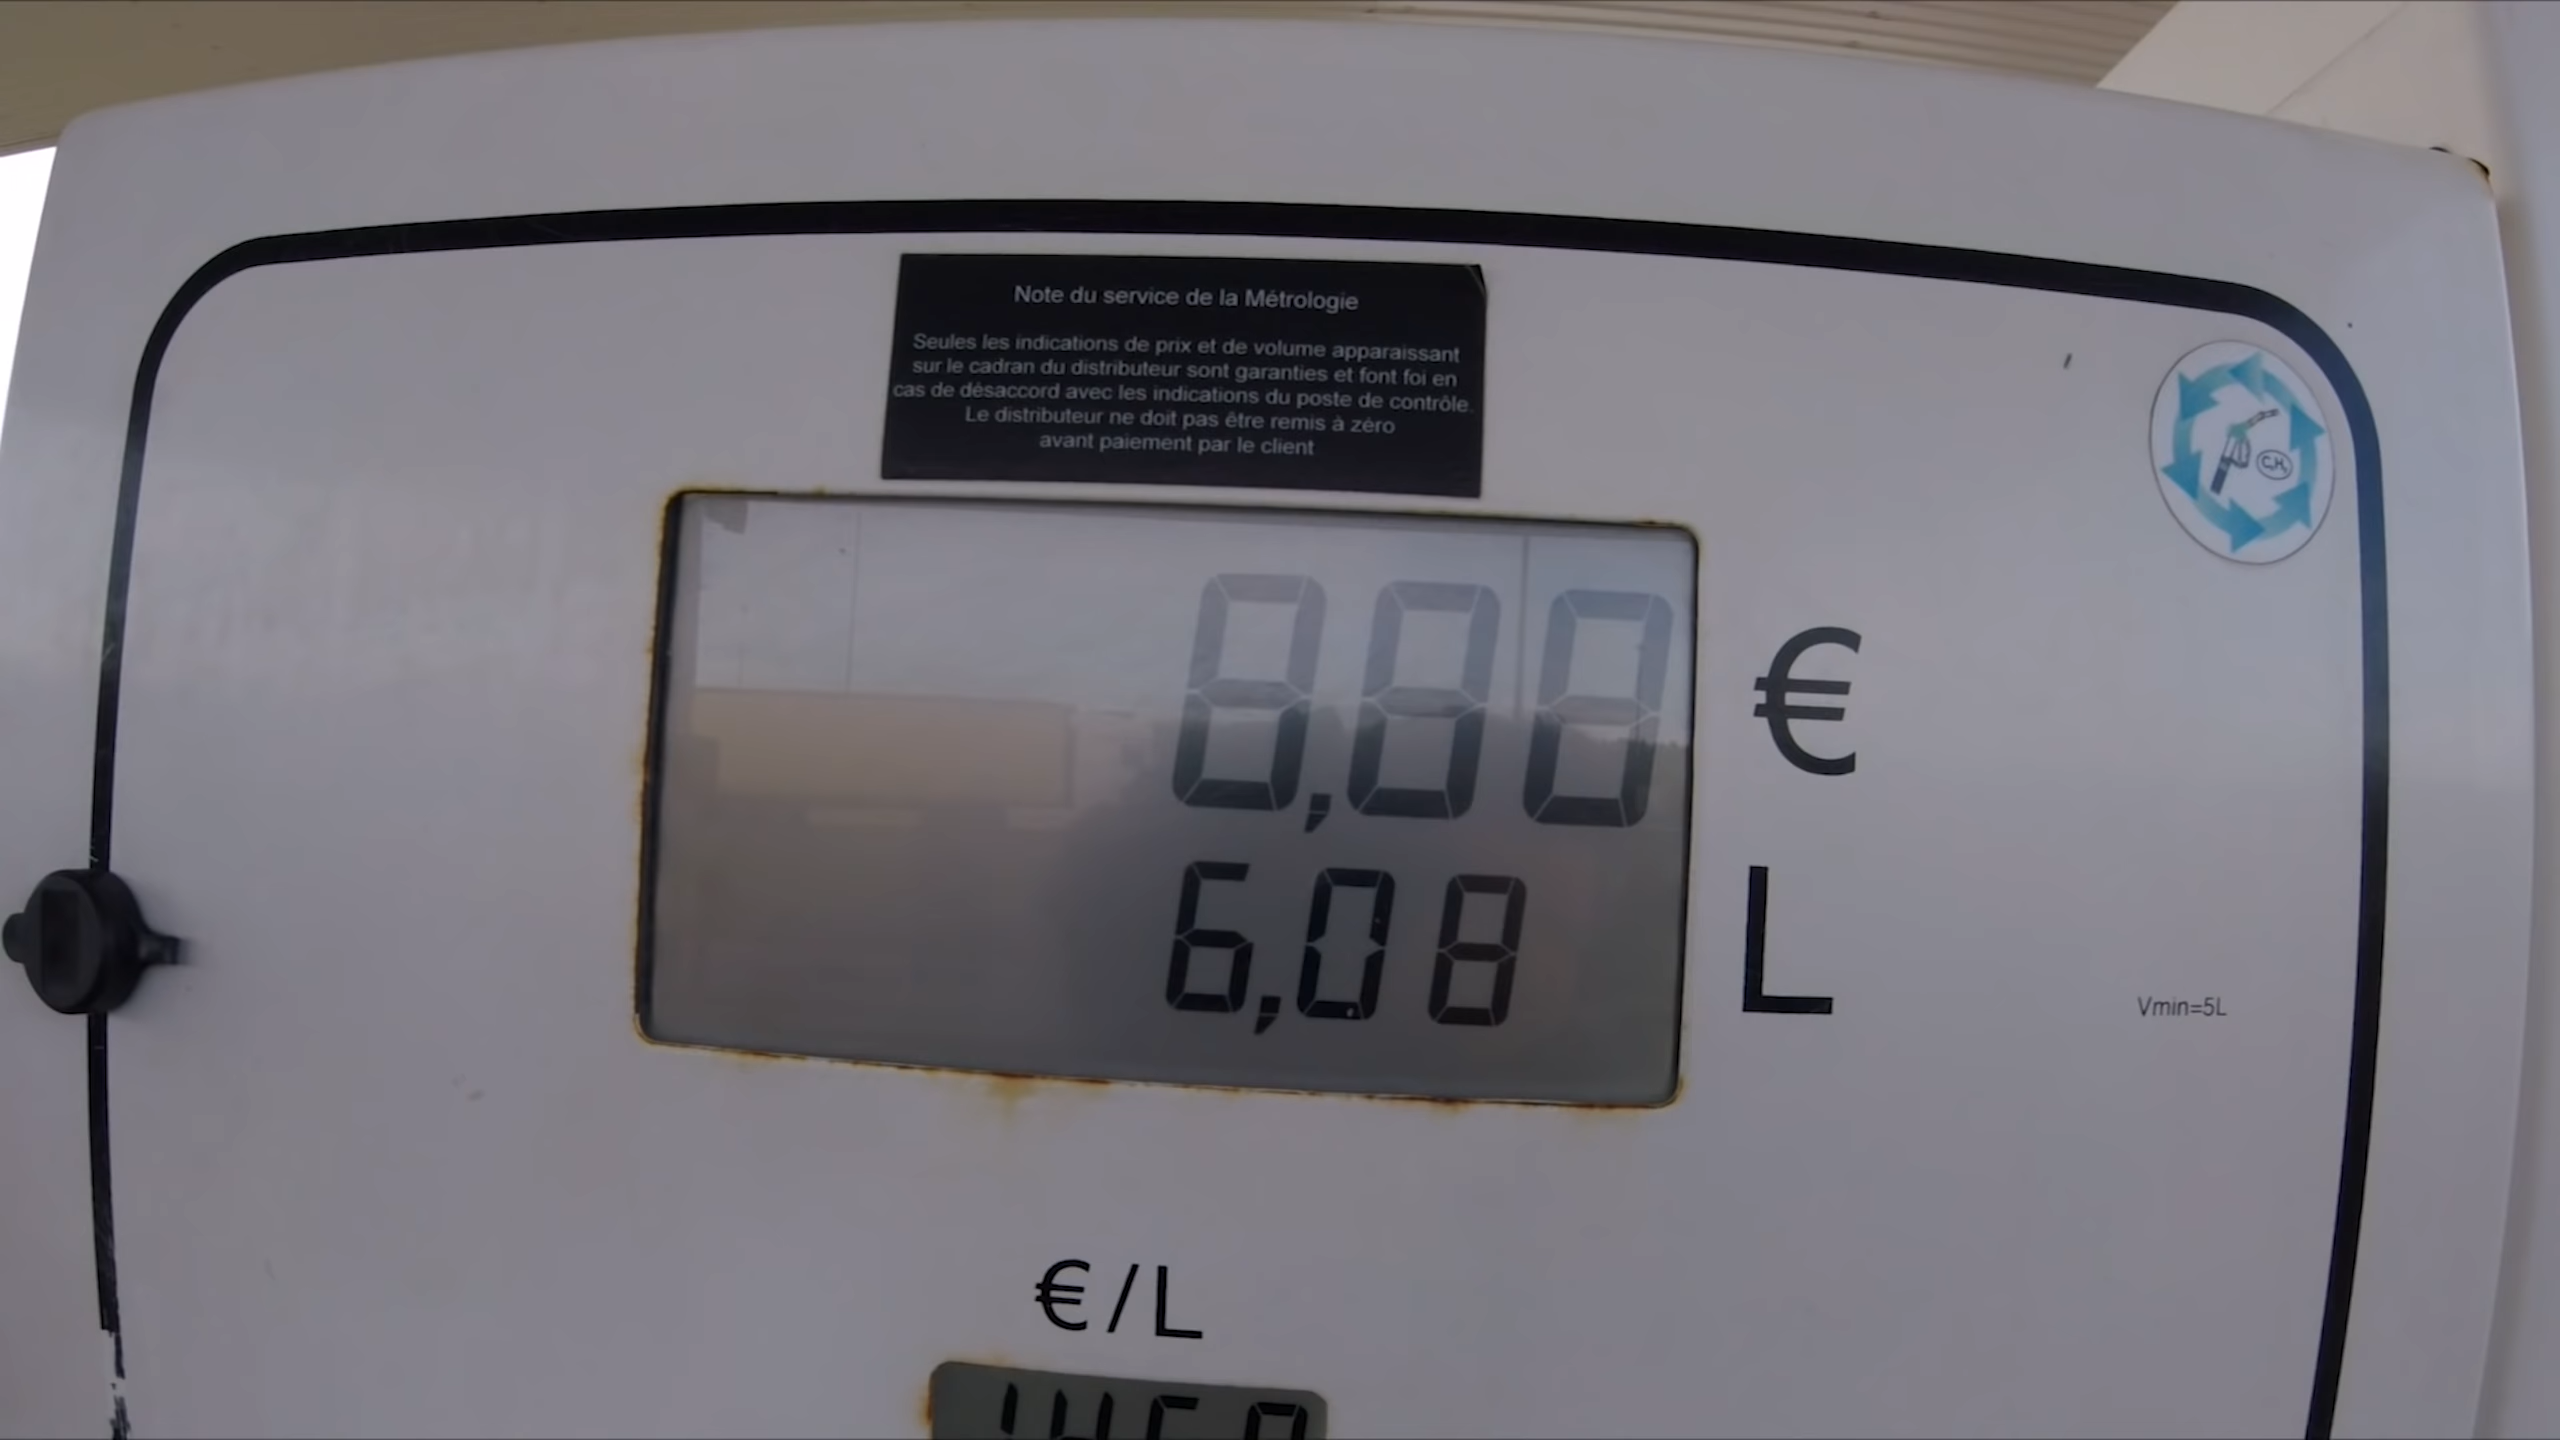 Note du service de la Métrologie
Seules les indications de prix et de volume apparaissant
sur le cadran du distributeur sont garanties et font foi en
cas de désaccord avec les indications du poste de contrôle.
Le distributeur ne doit pas être remis à zéro
avant paiement par le client
€
6,08 L
Vmin=5L
€/L